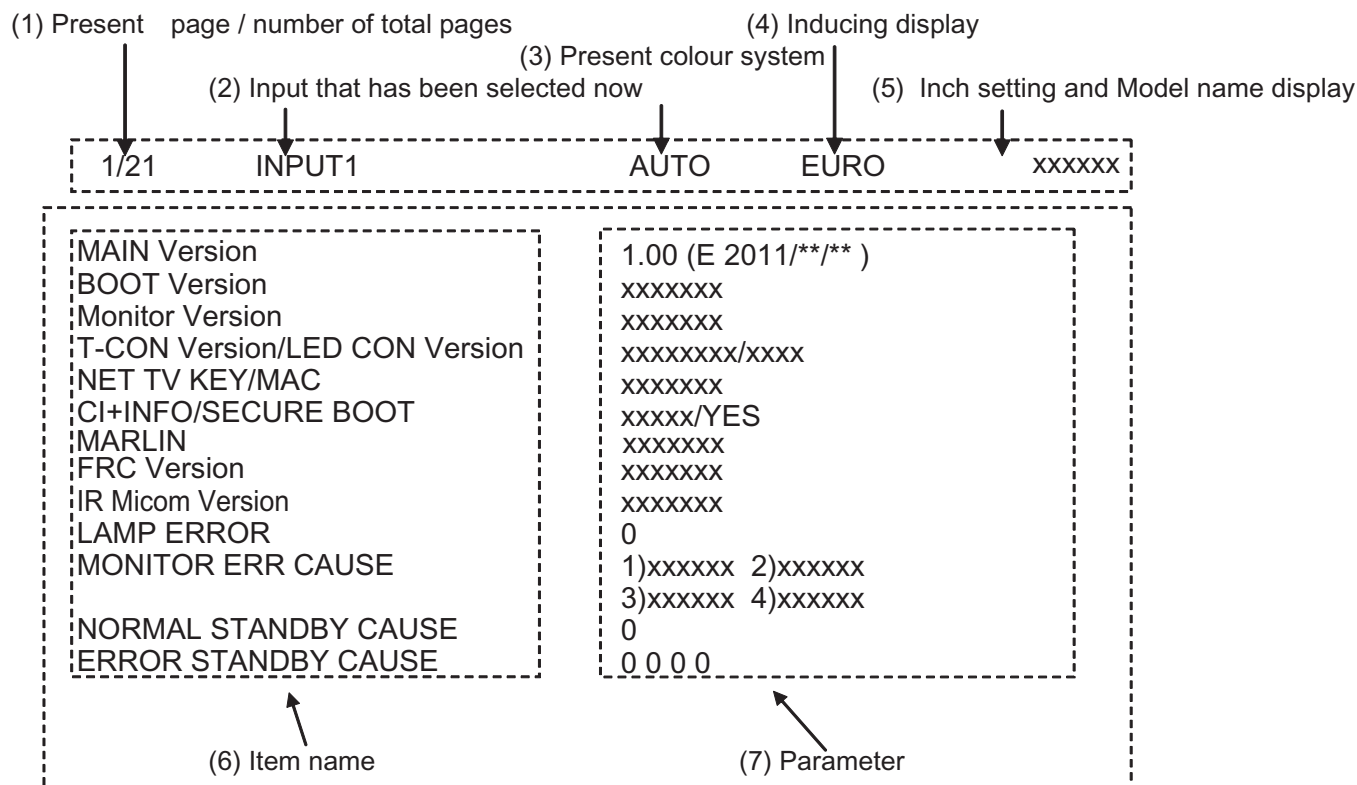 (1) Present page / number of total pages
(4) Inducing display
(3) Present colour system
(2) Input that has been selected now
(5) Inch setting and Model name display
1/21 INPUT1 AUTO EURO xxxxxx
MAIN Version 1.00 (E 2011/**/** )
BOOT Version xxxxxxx
Monitor Version xxxxxxx
T-CON Version/LED CON Version xxxxxxxx/xxxx
NET TV KEY/MAC xxxxxxx
CI+INFO/SECURE BOOT xxxxx/YES
MARLIN xxxxxxx
FRC Version xxxxxxx
IR Micom Version xxxxxxx
LAMP ERROR 0
MONITOR ERR CAUSE 1)xxxxxx 2)xxxxxx
3)xxxxxx 4)xxxxxx
NORMAL STANDBY CAUSE 0
ERROR STANDBY CAUSE 0 0 0 0
(6) Item name
(7) Parameter